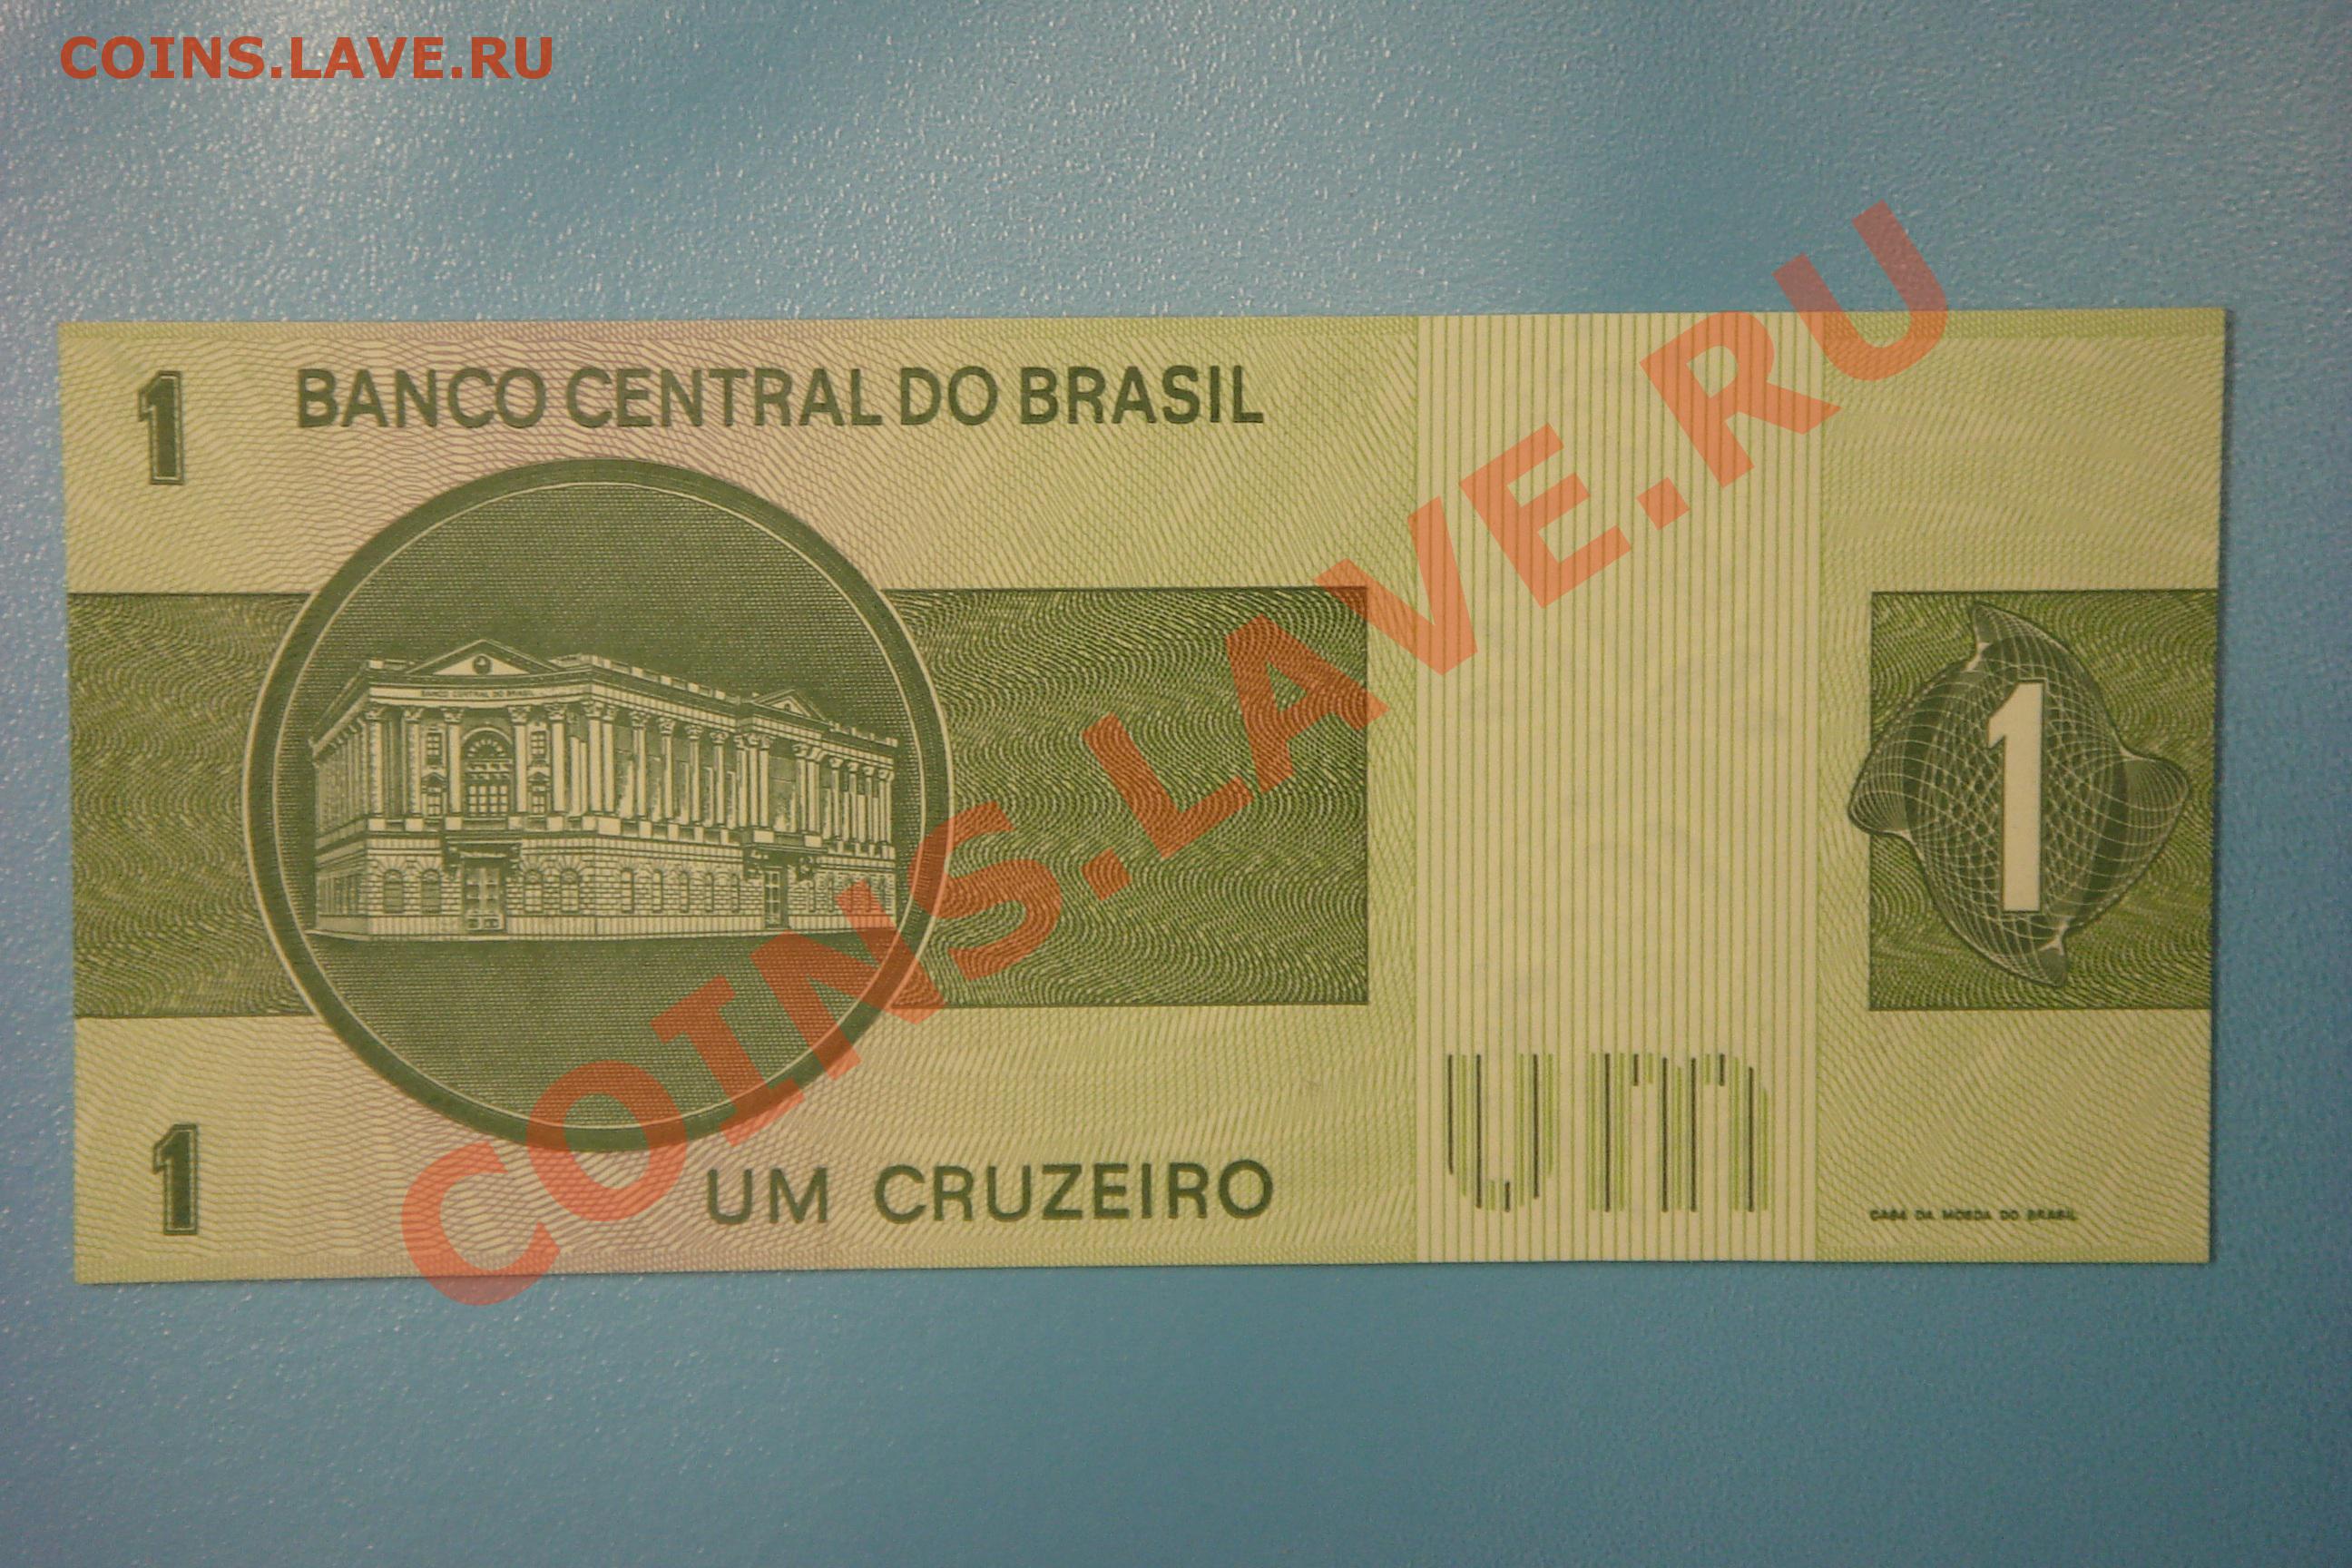 COINS.LAVE.RU
1 BANCO CENTRAL DO BRASIL
BANCO CENTRAL DO BRASIL
1
COINS.LAVE.RU
um
1 UM CRUZEIRO
CASA DA MOEDA DO BRASIL